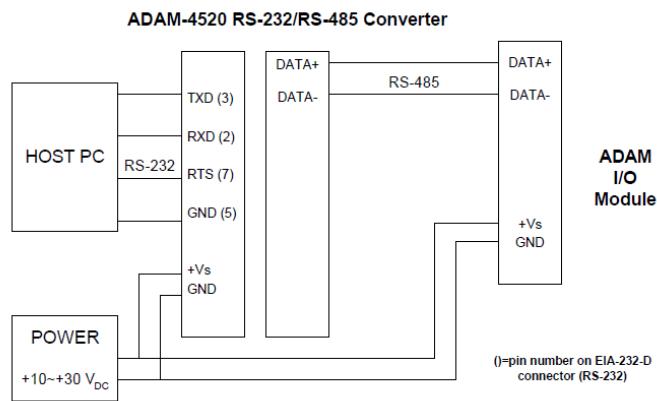 ADAM-4520 RS-232/RS-485 Converter
HOST PC
RS-232
TXD (3)
RXD (2)
RTS (7)
GND (5)
+Vs
GND
DATA+
DATA-
RS-485
DATA+
DATA-
+Vs
GND
ADAM
I/O
Module
POWER
+10~+30 VDC
()=pin number on EIA-232-D
connector (RS-232)